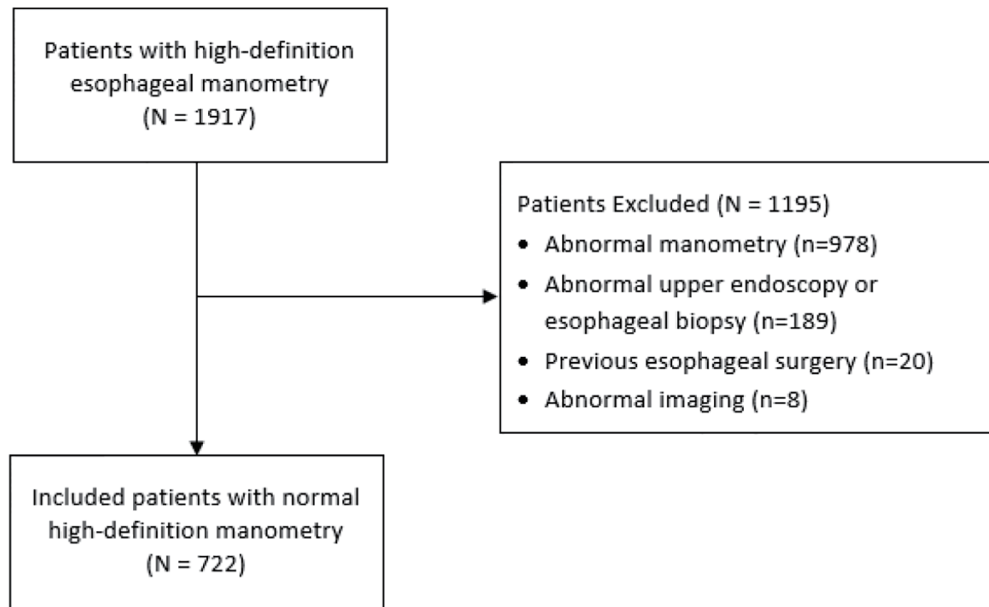 Patients with high-definition
esophageal manometry
(N = 1917)
Patients Excluded (N = 1195)
• Abnormal manometry (n=978)
• Abnormal upper endoscopy or
esophageal biopsy (n=189)
• Previous esophageal surgery (n=20)
• Abnormal imaging (n=8)
Included patients with normal
high-definition manometry
(N = 722)